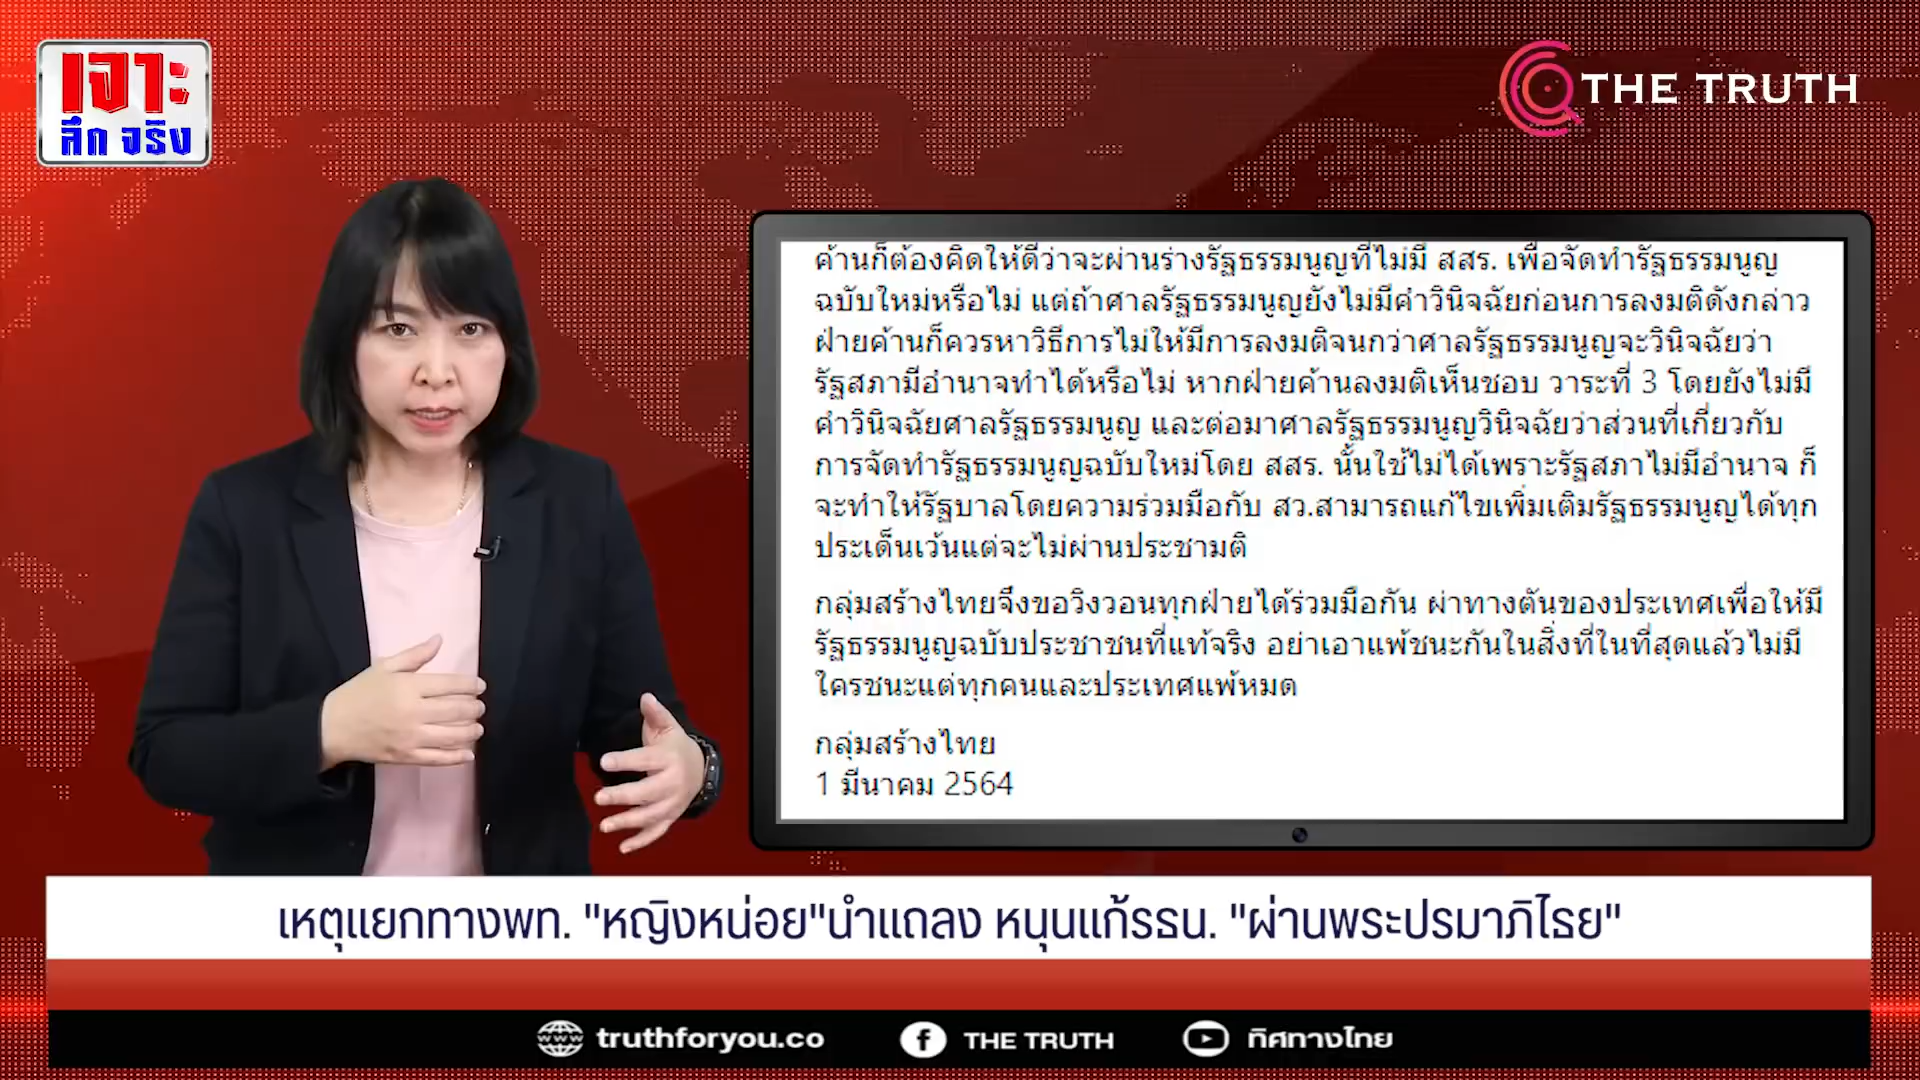 เจาะ
ลึก จริง
THE TRUTH
ค้านก็ต้องคิดให้ดีว่าจะผ่านร่างรัฐธรรมนูญที่ไม่มี สสร. เพื่อจัดทำรัฐธรรมนูญ
ฉบับใหม่หรือไม่ แต่ถ้าศาลรัฐธรรมนูญยังไม่มีคำวินิจฉัยก่อนการลงมติดังกล่าว
ฝ่ายค้านก็ควรหาวิธีการไม่ให้มีการลงมติจนกว่าศาลรัฐธรรมนูญจะวินิจฉัยว่า
รัฐสภามีอำนาจทำได้หรือไม่ หากฝ่ายค้านลงมติเห็นชอบ วาระที่ 3 โดยยังไม่มี
คำวินิจฉัยศาลรัฐธรรมนูญ และต่อมาศาลรัฐธรรมนูญวินิจฉัยว่าส่วนที่เกี่ยวกับ
การจัดทำรัฐธรรมนูญฉบับใหม่โดย สสร. นั้นใช้ไม่ได้เพราะรัฐสภาไม่มีอำนาจ ก็
จะทำให้รัฐบาลโดยความร่วมมือกับ สว.สามารถแก้ไขเพิ่มเติมรัฐธรรมนูญได้ทุก
ประเด็นเว้นแต่จะไม่ผ่านประชามติ
กลุ่มสร้างไทยจึงขอวิงวอนทุกฝ่ายได้ร่วมมือกัน ผ่าทางตันของประเทศเพื่อให้มี
รัฐธรรมนูญฉบับประชาชนที่แท้จริง อย่าเอาแพ้ชนะกันในสิ่งที่ในที่สุดแล้วไม่มี
ใครชนะแต่ทุกคนและประเทศแพ้หมด
กลุ่มสร้างไทย
1 มีนาคม 2564
เหตุแยกทางพท. "หญิงหน่อย"นำแถลง หนุนแก้รธน. "ผ่านพระปรมาภิไธย"
www truthforyou.co
THE TRUTH
ทิศทางไทย